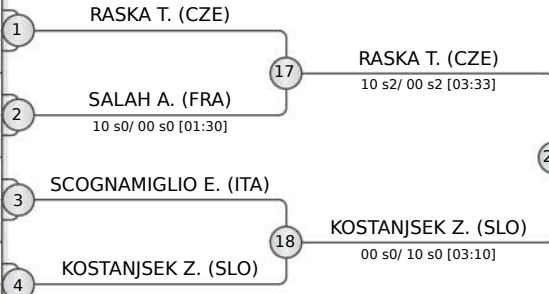 RASKA T. (CZE)
1
17
RASKA T. (CZE)
10 s2/ 00 s2 [03:33]
SALAH A. (FRA)
2
10 s0/ 00 s0 [01:30]
SCOGNAMIGLIO E. (ITA)
3
18
KOSTANJSEK Z. (SLO)
00 s0/ 10 s0 [03:10]
KOSTANJSEK Z. (SLO)
4